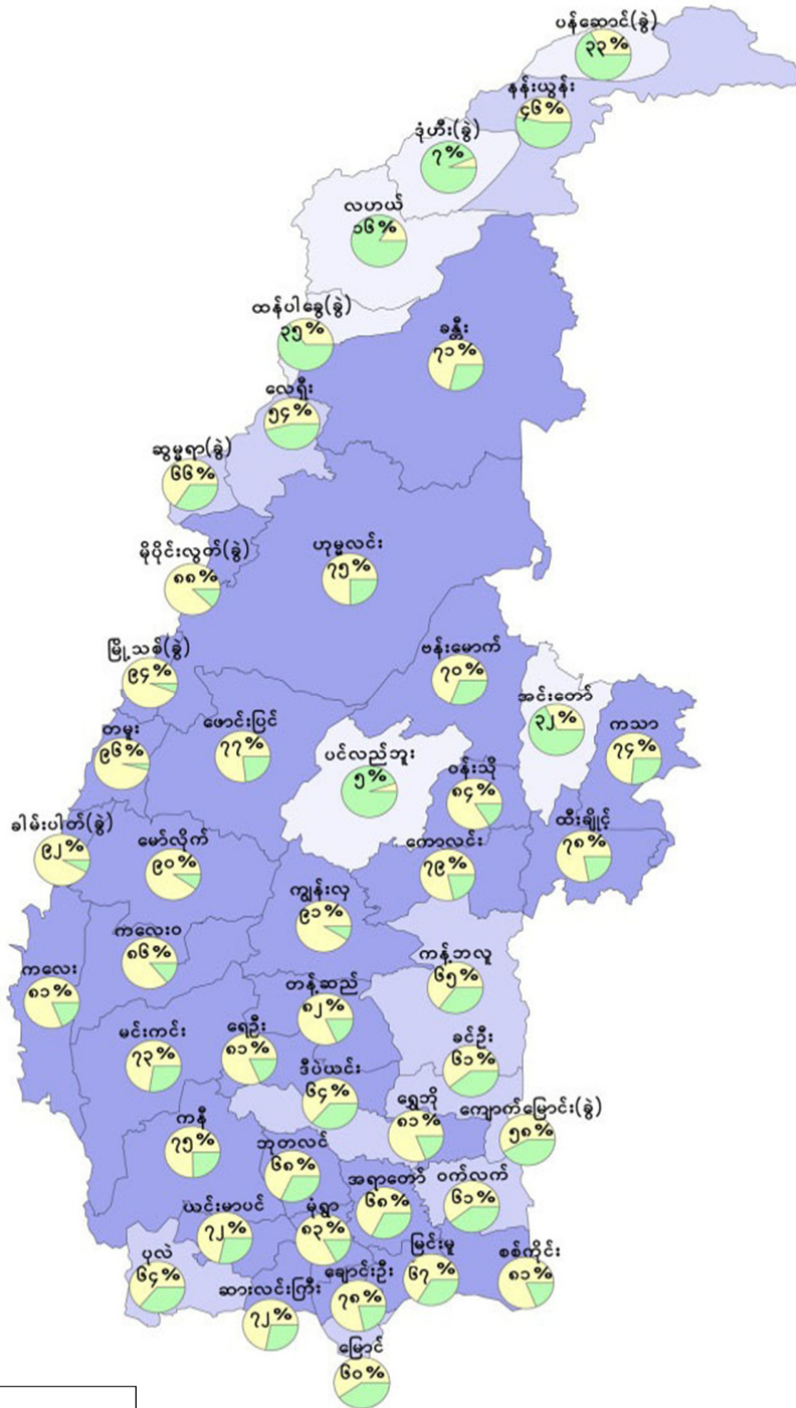 ပန်ဆောင်(ခွဲ)
၃၃%
နန်းယွန်း
၄၆%
ဒုံဟီး(ခွဲ)
၇%
လဟယ်
၁၆%
ထန်ပါခွေ(ခွဲ)
၃၅%
ခန္တီး
၇၁%
လေရှီး
၅၄%
ဆွမ္မရာ(ခွဲ)
၆၆%
မိုပိုင်းလွတ်(ခွဲ)
၈၈%
ဟုမ္မလင်း
၇၅%
မြို့သစ်(ခွဲ)
၉၄%
ဗန်းမောက်
၇၀%
အင်းတော်
၃၂%
ကသာ
၇၄%
တမူး
၉၆%
ဖောင်းပြင်
၇၇%
ပင်လည်ဘူး
၅%
ဝန်းသို
၈၄%
ခါမ်းပါတ်(ခွဲ)
၉၂%
မော်လိုက်
၉၀%
ကောလင်း
၇၉%
ထီးချိုင့်
၇၈%
ကျွန်းလှ
၉၁%
ကလေးဝ
၈၆%
ကန့်ဘလူ
၆၅%
ကလေး
၈၁%
တန့်ဆည်
၈၂%
မင်းကင်း
၇၃%
ရေဦး
၈၁%
ခင်ဦး
၆၁%
ဒီပဲယင်း
၆၄%
ရွှေဘို
၈၁%
ကျောက်မြောင်း(ခွဲ)
၅၈%
ကနီ
၇၅%
ဘုတလင်
၆၈%
အရာတော်
၆၈%
ဝက်လက်
၆၁%
ယင်းမာပင်
၇၂%
မုံရွာ
၈၃%
မြင်းမူ
၆၇%
စစ်ကိုင်း
၈၁%
ပုလဲ
၆၄%
ဆားလင်းကြီး
၇၂%
ချောင်းဦး
၇၈%
မြောင်
၆၀%